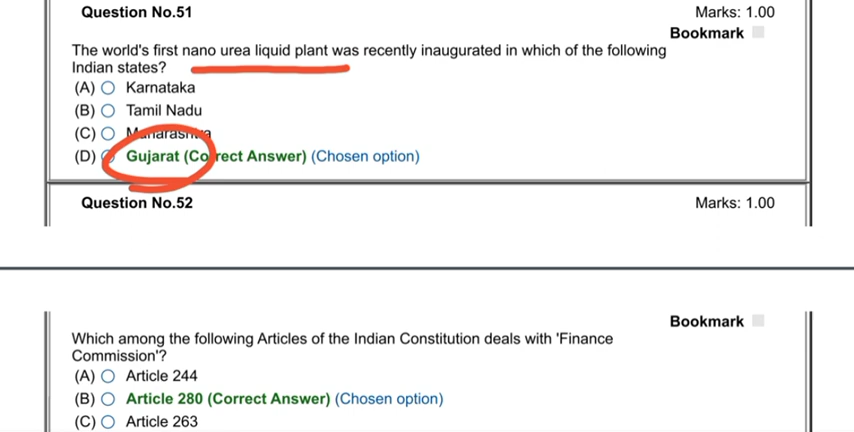 Question No.51 Marks: 1.00
Bookmark
The world's first nano urea liquid plant was recently inaugurated in which of the following
Indian states?
(A) Karnataka
(B) Tamil Nadu
(C) Maharashtra
(D) Gujarat (Correct Answer) (Chosen option)
Question No.52 Marks: 1.00
Bookmark
Which among the following Articles of the Indian Constitution deals with 'Finance
Commission'?
(A) Article 244
(B) Article 280 (Correct Answer) (Chosen option)
(C) Article 263